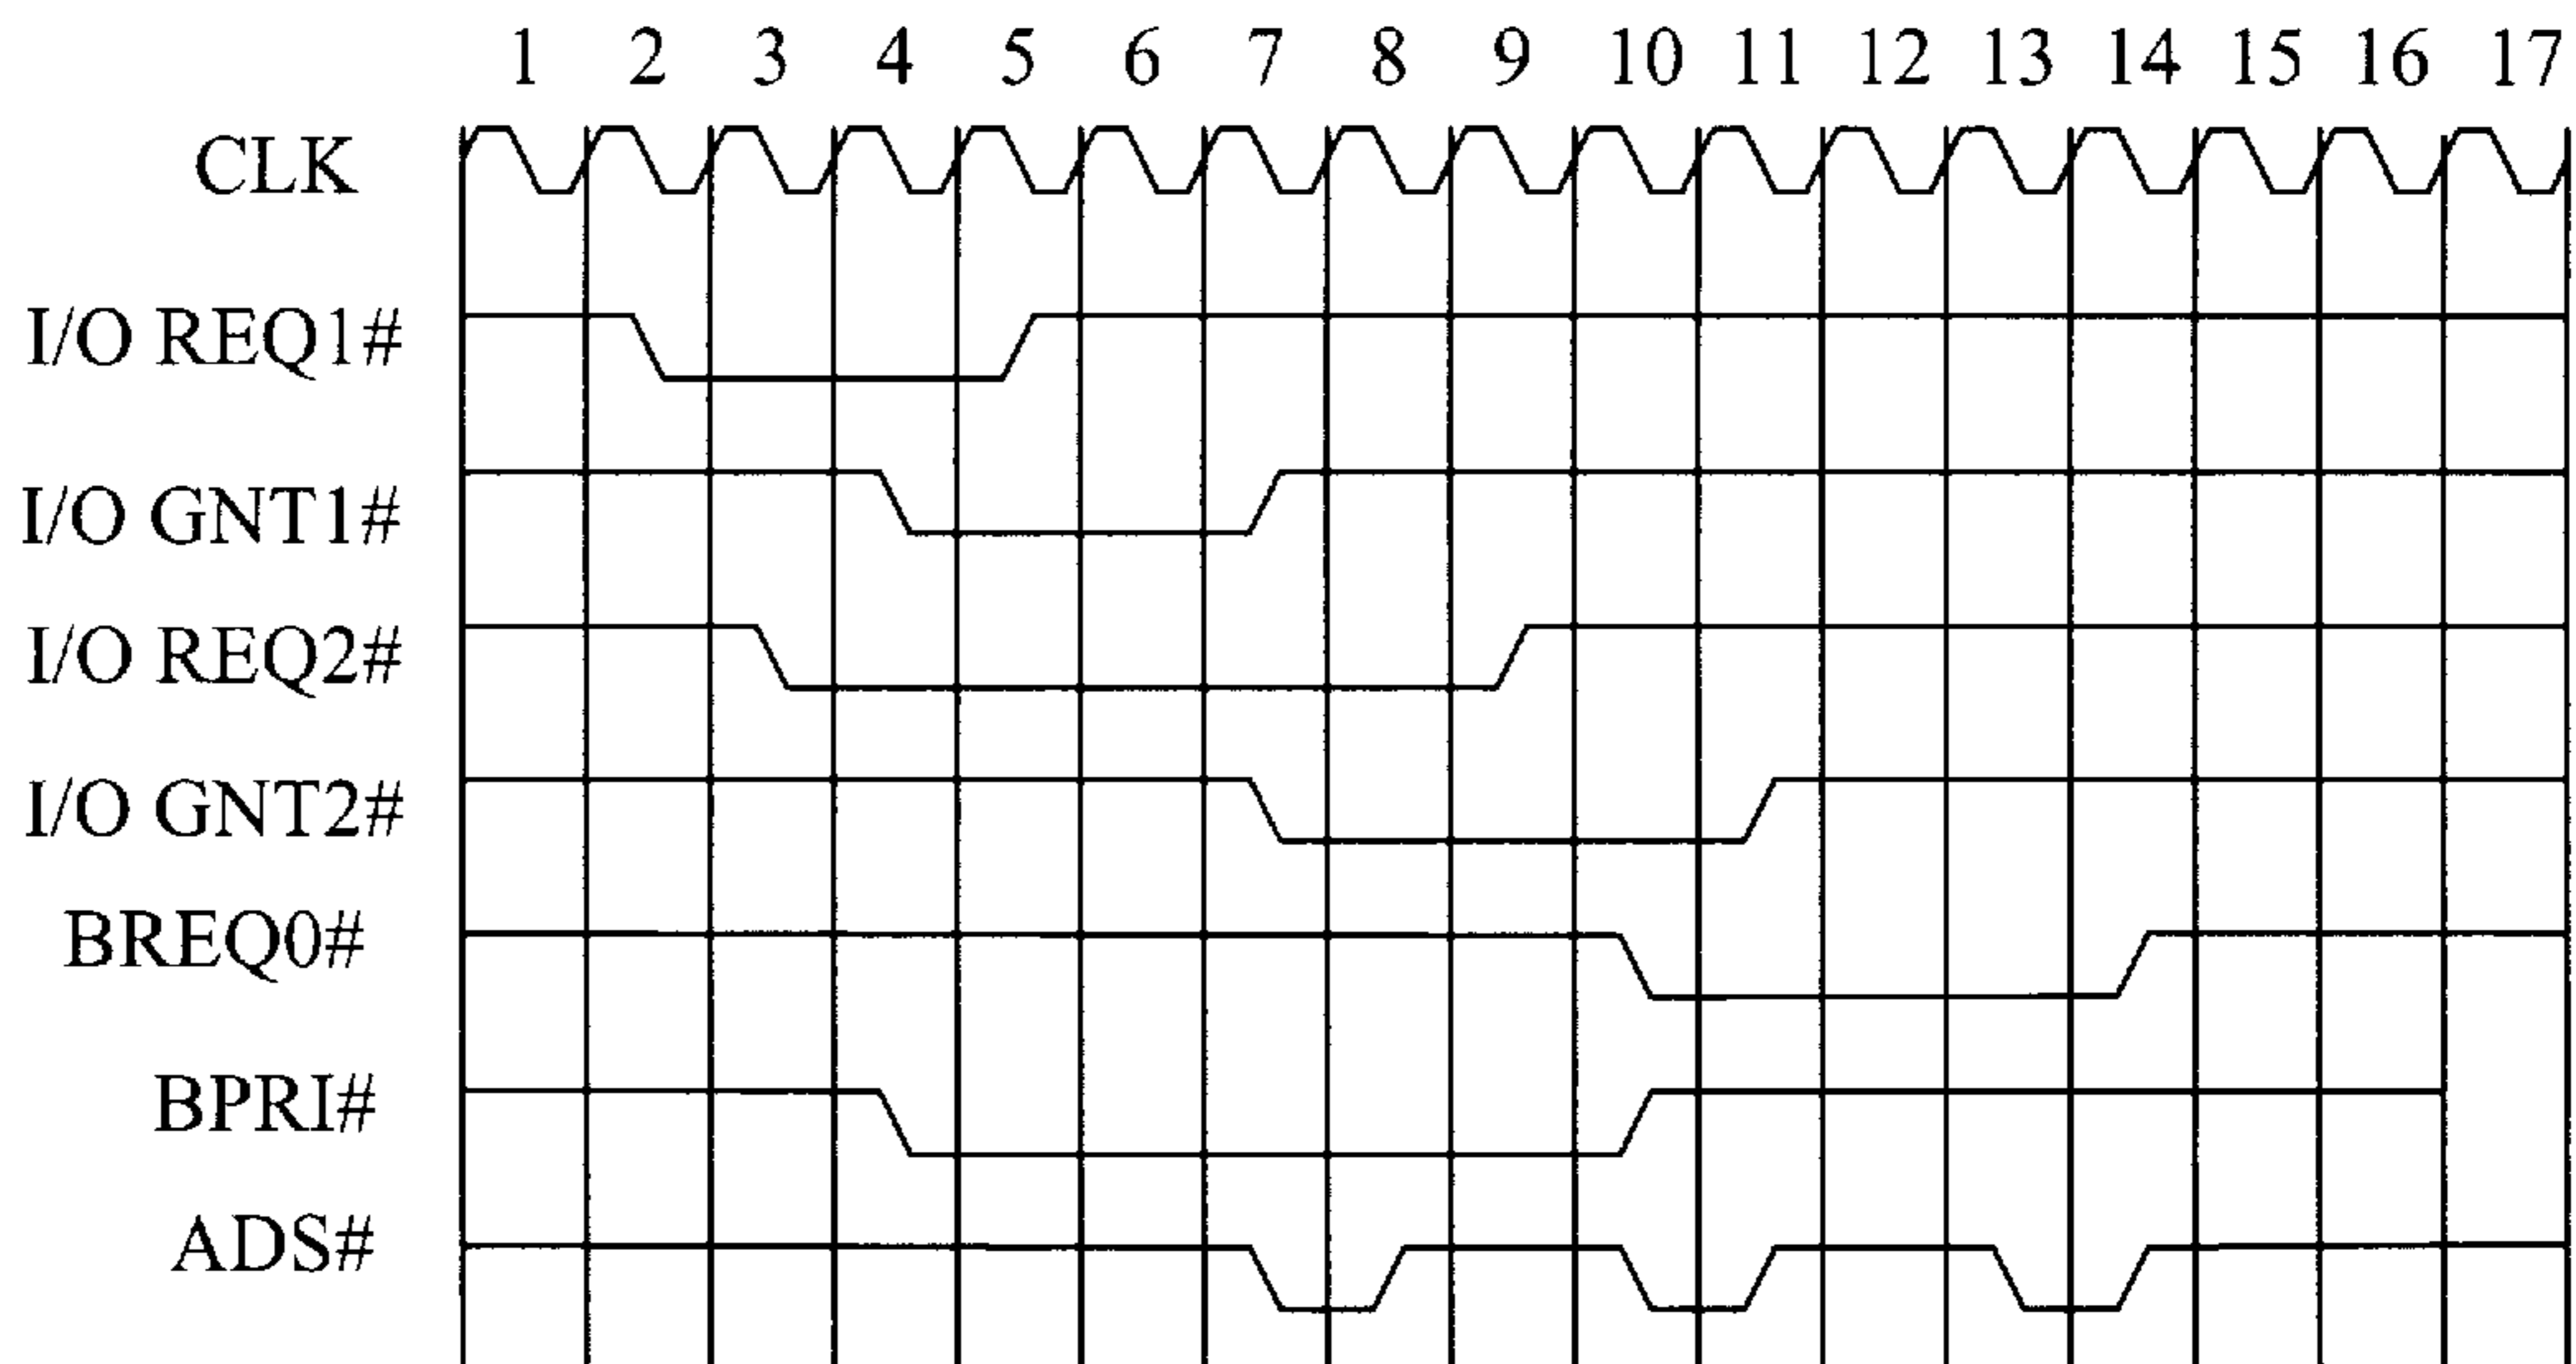 1 2 3 4 5 6 7 8 9 10 11 12 13 14 15 16 17
CLK
I/O REQ1#
I/O GNT1#
I/O REQ2#
I/O GNT2#
BREQ0#
BPRI#
ADS#